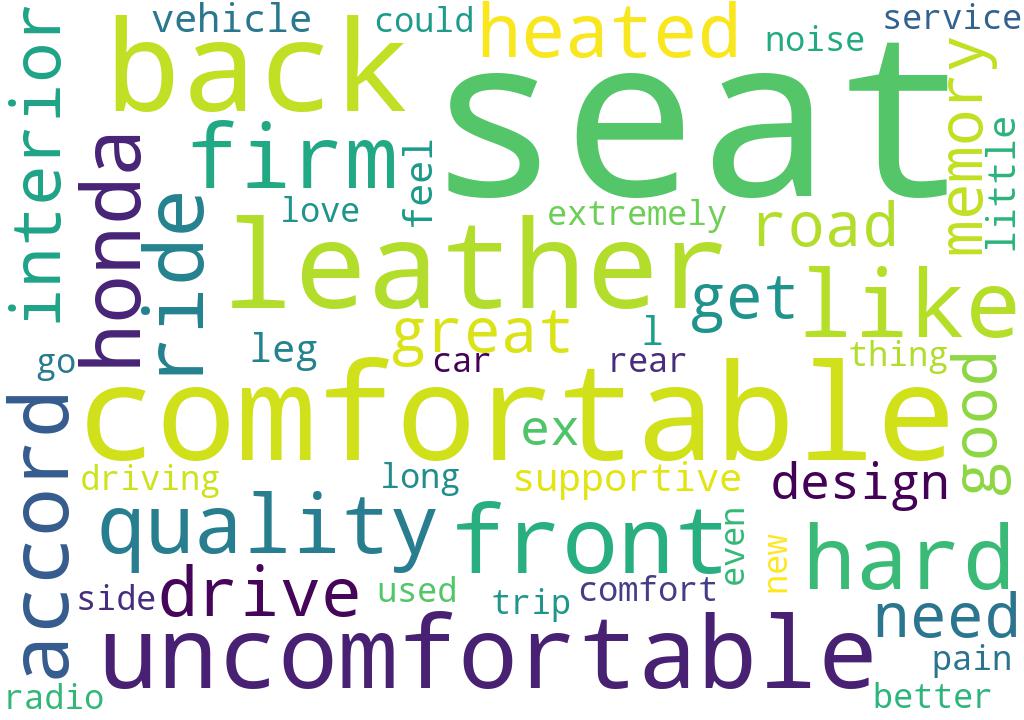 vehicle
could
heated
noise
service
back
seat
interior
honda
firm
feel
memory
little
ride
love
extremely
road
leather
get
like
great
l
leg
car
rear
thing
go
comfortable
good
accord
ex
driving
long
supportive
design
quality
front
even
new
hard
side
drive
used
trip
comfort
need
uncomfortable
pain
radio
better